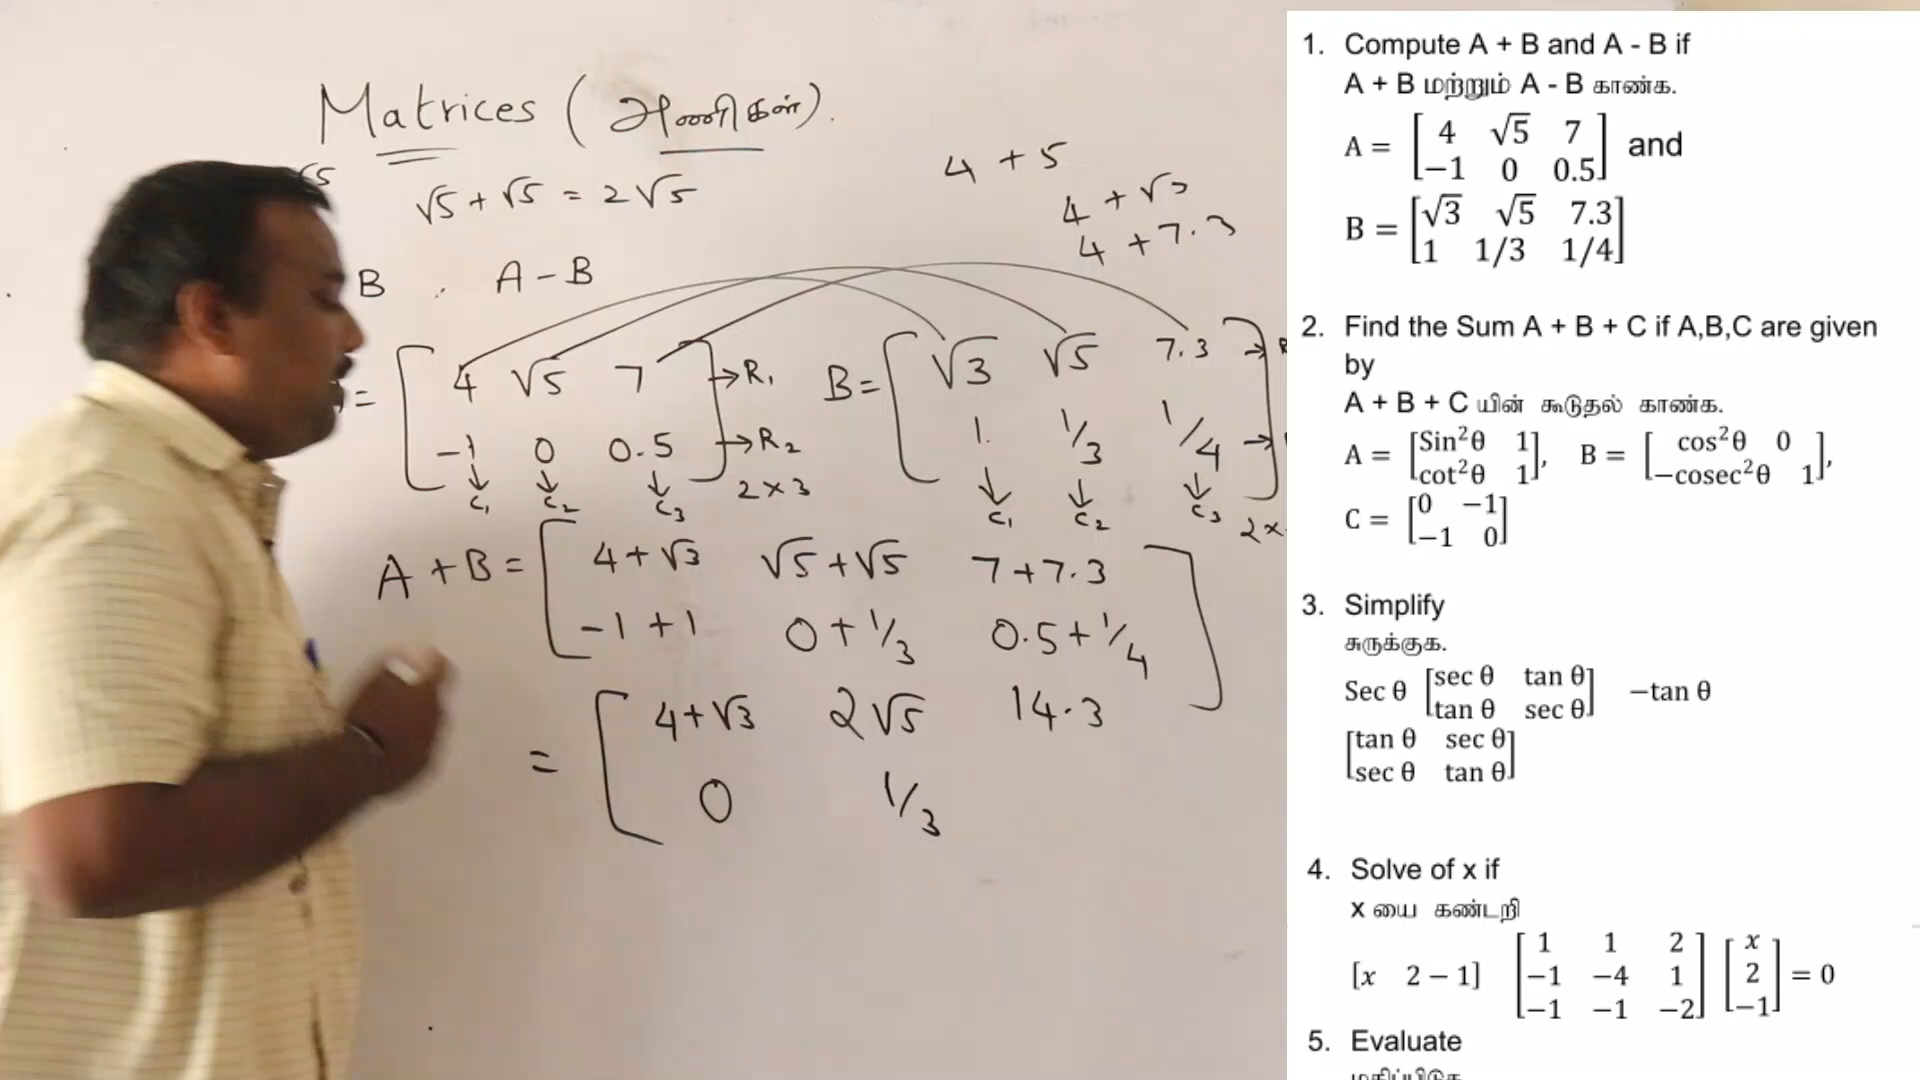 Matrices (அணிகள்).
√5
√5 + √5 = 2√5
4 + 5
4 + √3
4 + 7.3
B . A - B
= [ 4 √5 7 ] → R₁
-1 0 0.5 → R₂
↓ ↓ ↓ 2 × 3
C₁ C₂ C₃
B = [ √3 √5 7.3 ] →
1. 1/3 1/4 →
↓ ↓ ↓
C₁ C₂ C₃
2 ×
A + B = [ 4 + √3 √5 + √5 7 + 7.3 ]
-1 + 1 0 + 1/3 0.5 + 1/4
= [ 4 + √3 2√5 14.3
0 1/3
1. Compute A + B and A - B if
A + B மற்றும் A - B காண்க.
A = [ 4 √5 7 ] and
−1 0 0.5
B = [ √3 √5 7.3 ]
1 1/3 1/4
2. Find the Sum A + B + C if A,B,C are given
by
A + B + C யின் கூடுதல் காண்க.
A = [ Sin²θ 1 ], B = [ cos²θ 0 ],
cot²θ 1 −cosec²θ 1
C = [ 0 −1 ]
−1 0
3. Simplify
சுருக்குக.
Sec θ [ sec θ tan θ ] −tan θ
tan θ sec θ
[ tan θ sec θ ]
sec θ tan θ
4. Solve of x if
x யை கண்டறி
[x 2 − 1] [ 1 1 2 ] [ x ] = 0
−1 −4 1 2
−1 −1 −2 −1
5. Evaluate